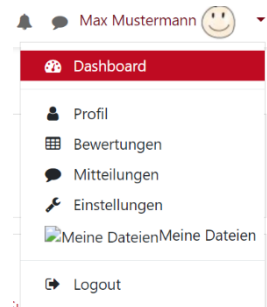 Max Mustermann
Dashboard
Profil
Bewertungen
Mitteilungen
Einstellungen
Meine DateienMeine Dateien
Logout